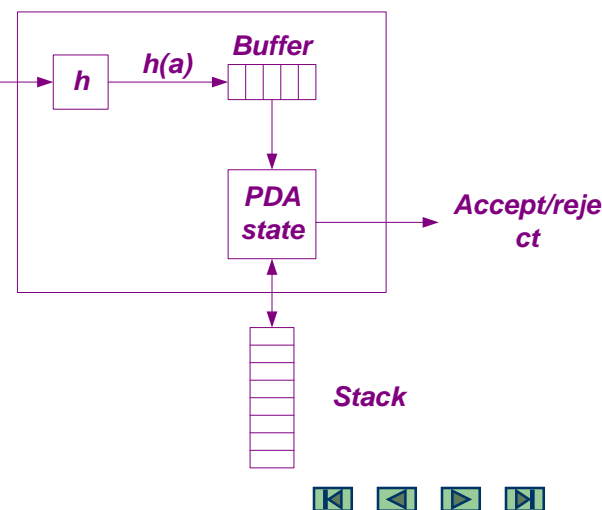 Buffer
h
h(a)
PDA
state
Accept/reje
ct
Stack